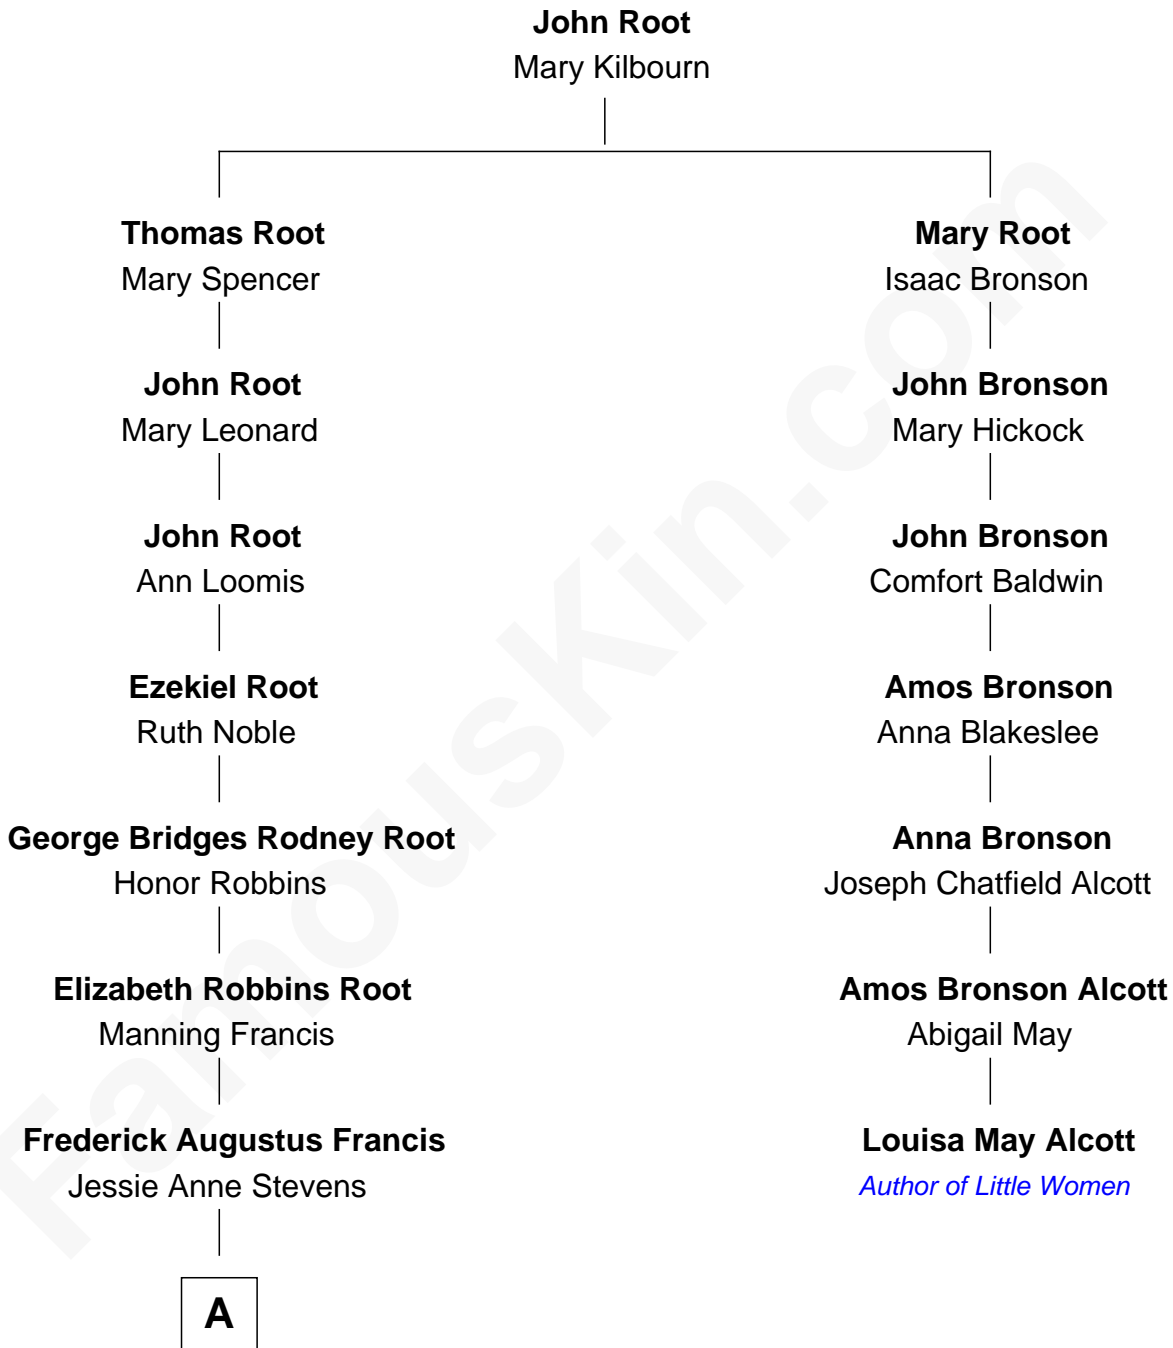 John Root
Mary Kilbourn
Thomas Root
Mary Spencer
Mary Root
Isaac Bronson
John Root
Mary Leonard
John Bronson
Mary Hickock
John Root
Ann Loomis
John Bronson
Comfort Baldwin
Ezekiel Root
Ruth Noble
Amos Bronson
Anna Blakeslee
George Bridges Rodney Root
Honor Robbins
Anna Bronson
Joseph Chatfield Alcott
Elizabeth Robbins Root
Manning Francis
Amos Bronson Alcott
Abigail May
Frederick Augustus Francis
Jessie Anne Stevens
Louisa May Alcott
Author of Little Women
A
FamousKin.com